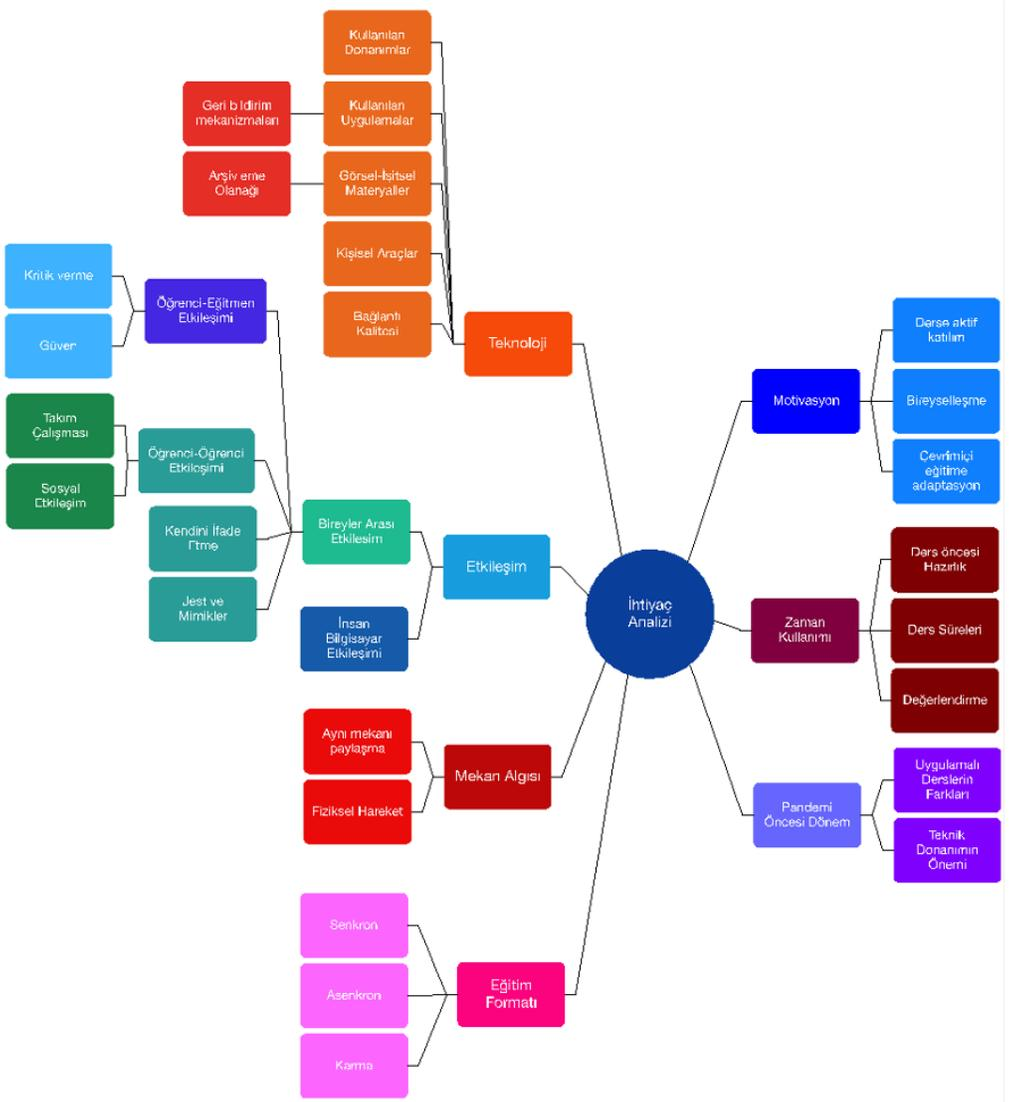 Kullanılan
Donanımlar
Geri b ldirim
mekanizmaları
Kullanılan
Uygulamalar
Arşiv eme
Olanağı
Görsel-İşitsel
Materyaller
Kişisel Araçlar
Bağlantı
Kalitesi
Teknoloji
Kritik verme
Güven
Öğrenci-Eğitmen
Etkileşimi
Takım
Çalışması
Sosyal
Etkileşim
Öğrenci-Öğrenci
Etkileşimi
Kendini İfade
Etme
Jest ve
Mimikler
Bireyler Arası
Etkileşim
İnsan
Bilgisayar
Etkileşimi
Etkileşim
Aynı mekanı
paylaşma
Fiziksel Hareket
Mekan Algısı
Senkron
Asenkron
Karma
Eğitim
Formatı
İhtiyaç
Analizi
Motivasyon
Derse aktif
katılım
Bireyselleşme
Çevrimiçi
eğitime
adaptasyon
Zaman
Kullanımı
Ders öncesi
Hazırlık
Ders Süreleri
Değerlendirme
Pandemi
Öncesi Dönem
Uygulamalı
Derslerin
Farkları
Teknik
Donanımın
Önemi